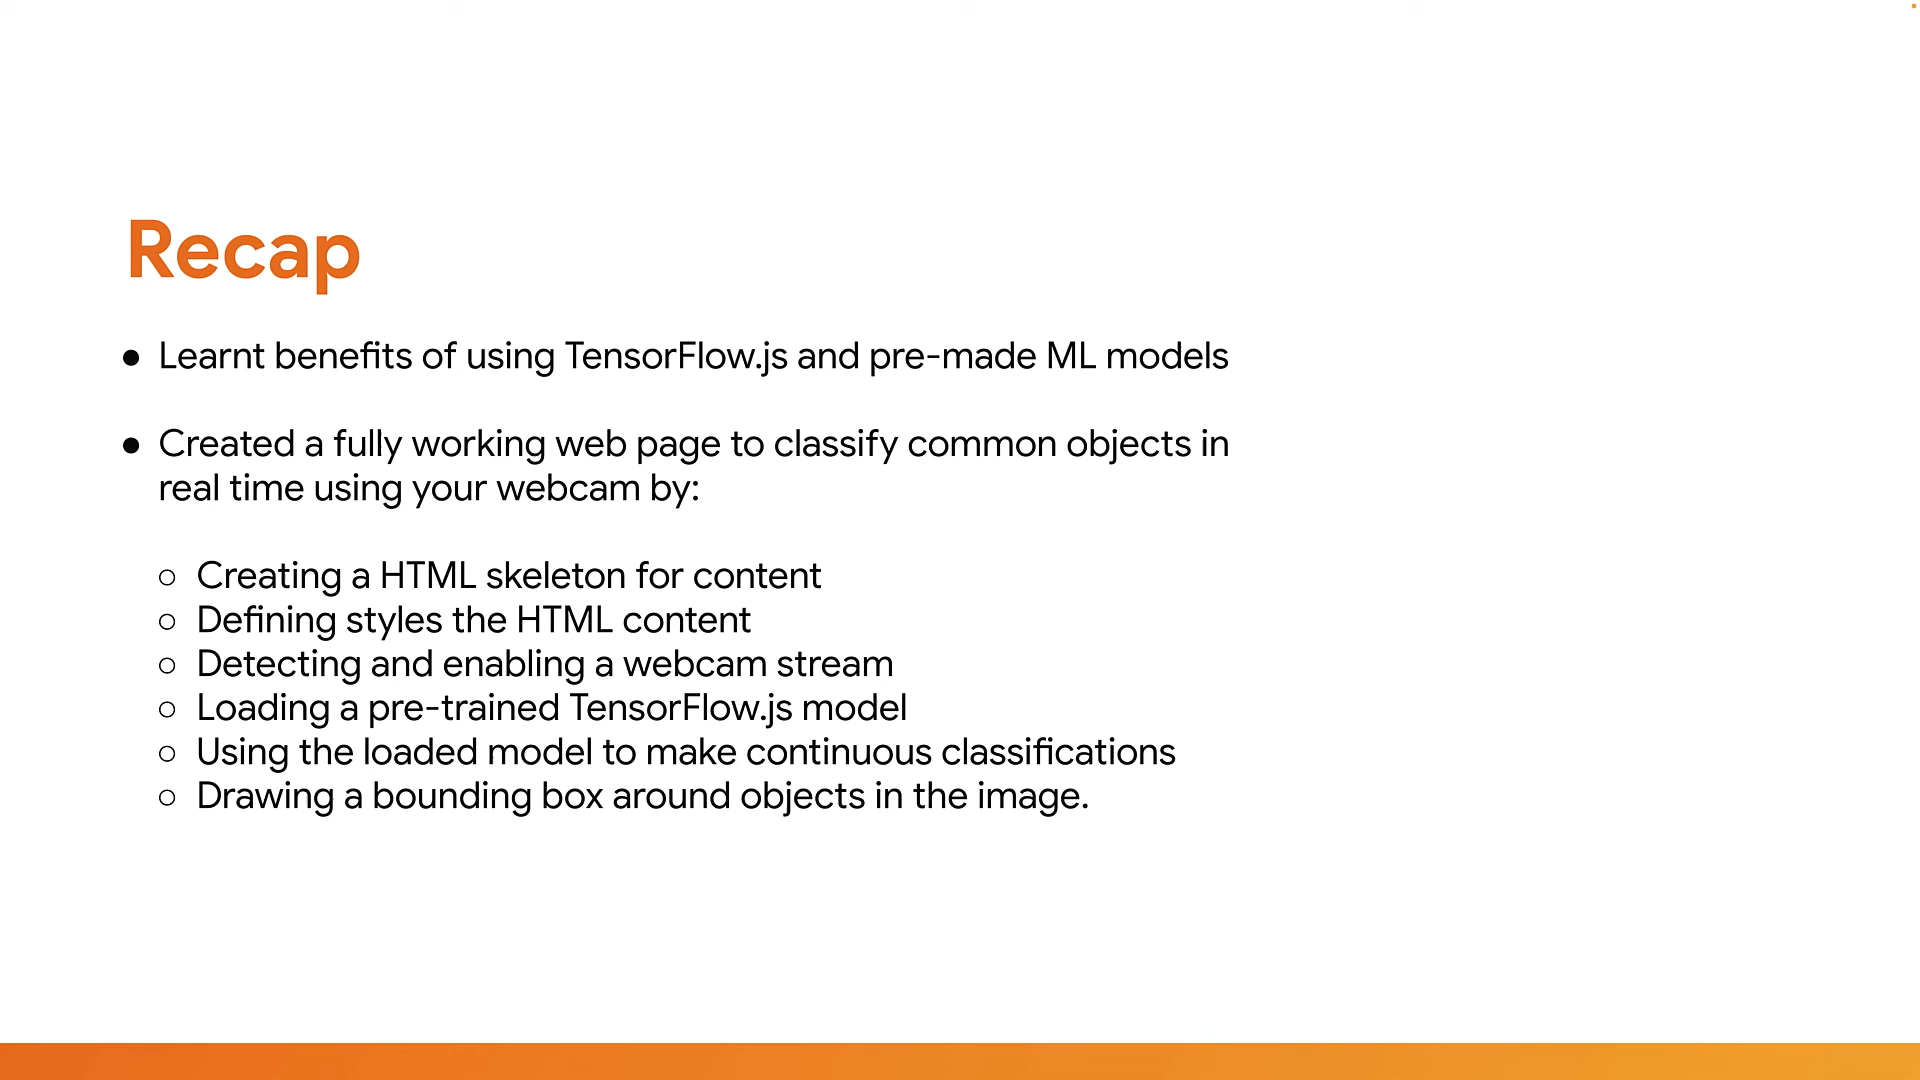 Recap
● Learnt benefits of using TensorFlow.js and pre-made ML models
● Created a fully working web page to classify common objects in
real time using your webcam by:
○ Creating a HTML skeleton for content
○ Defining styles the HTML content
○ Detecting and enabling a webcam stream
○ Loading a pre-trained TensorFlow.js model
○ Using the loaded model to make continuous classifications
○ Drawing a bounding box around objects in the image.